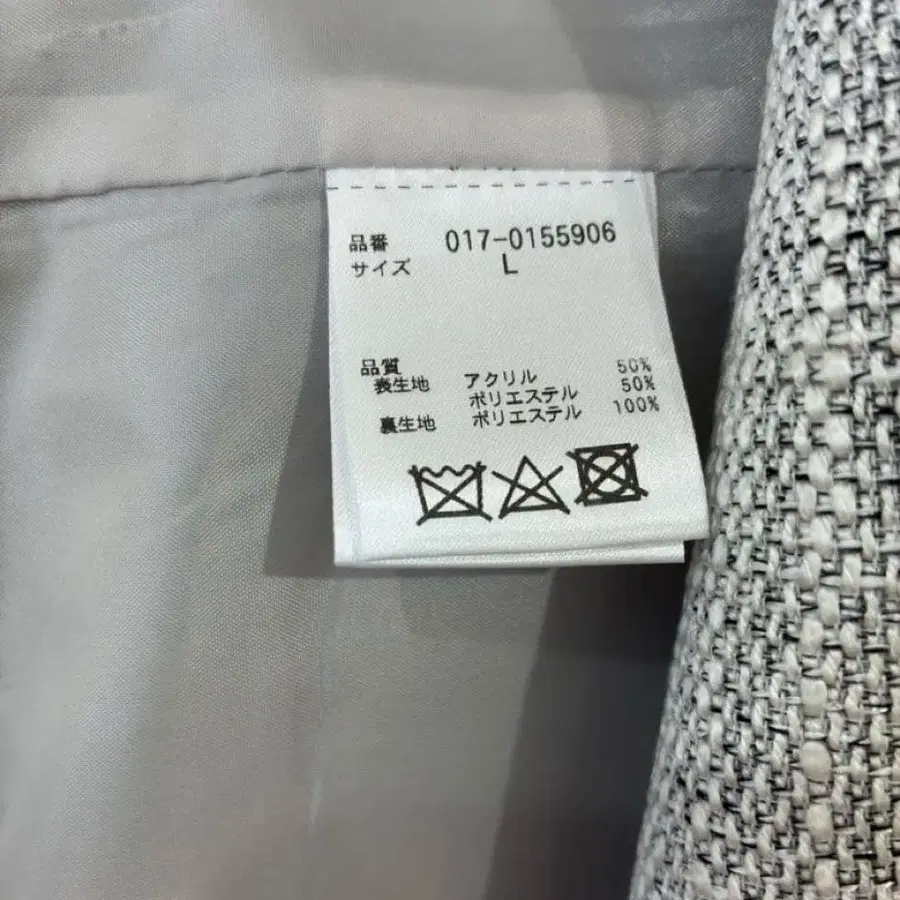 品番 017-0155906
サイズ L
品質
表生地 アクリル 50%
ポリエステル 50%
裏生地 ポリエステル 100%